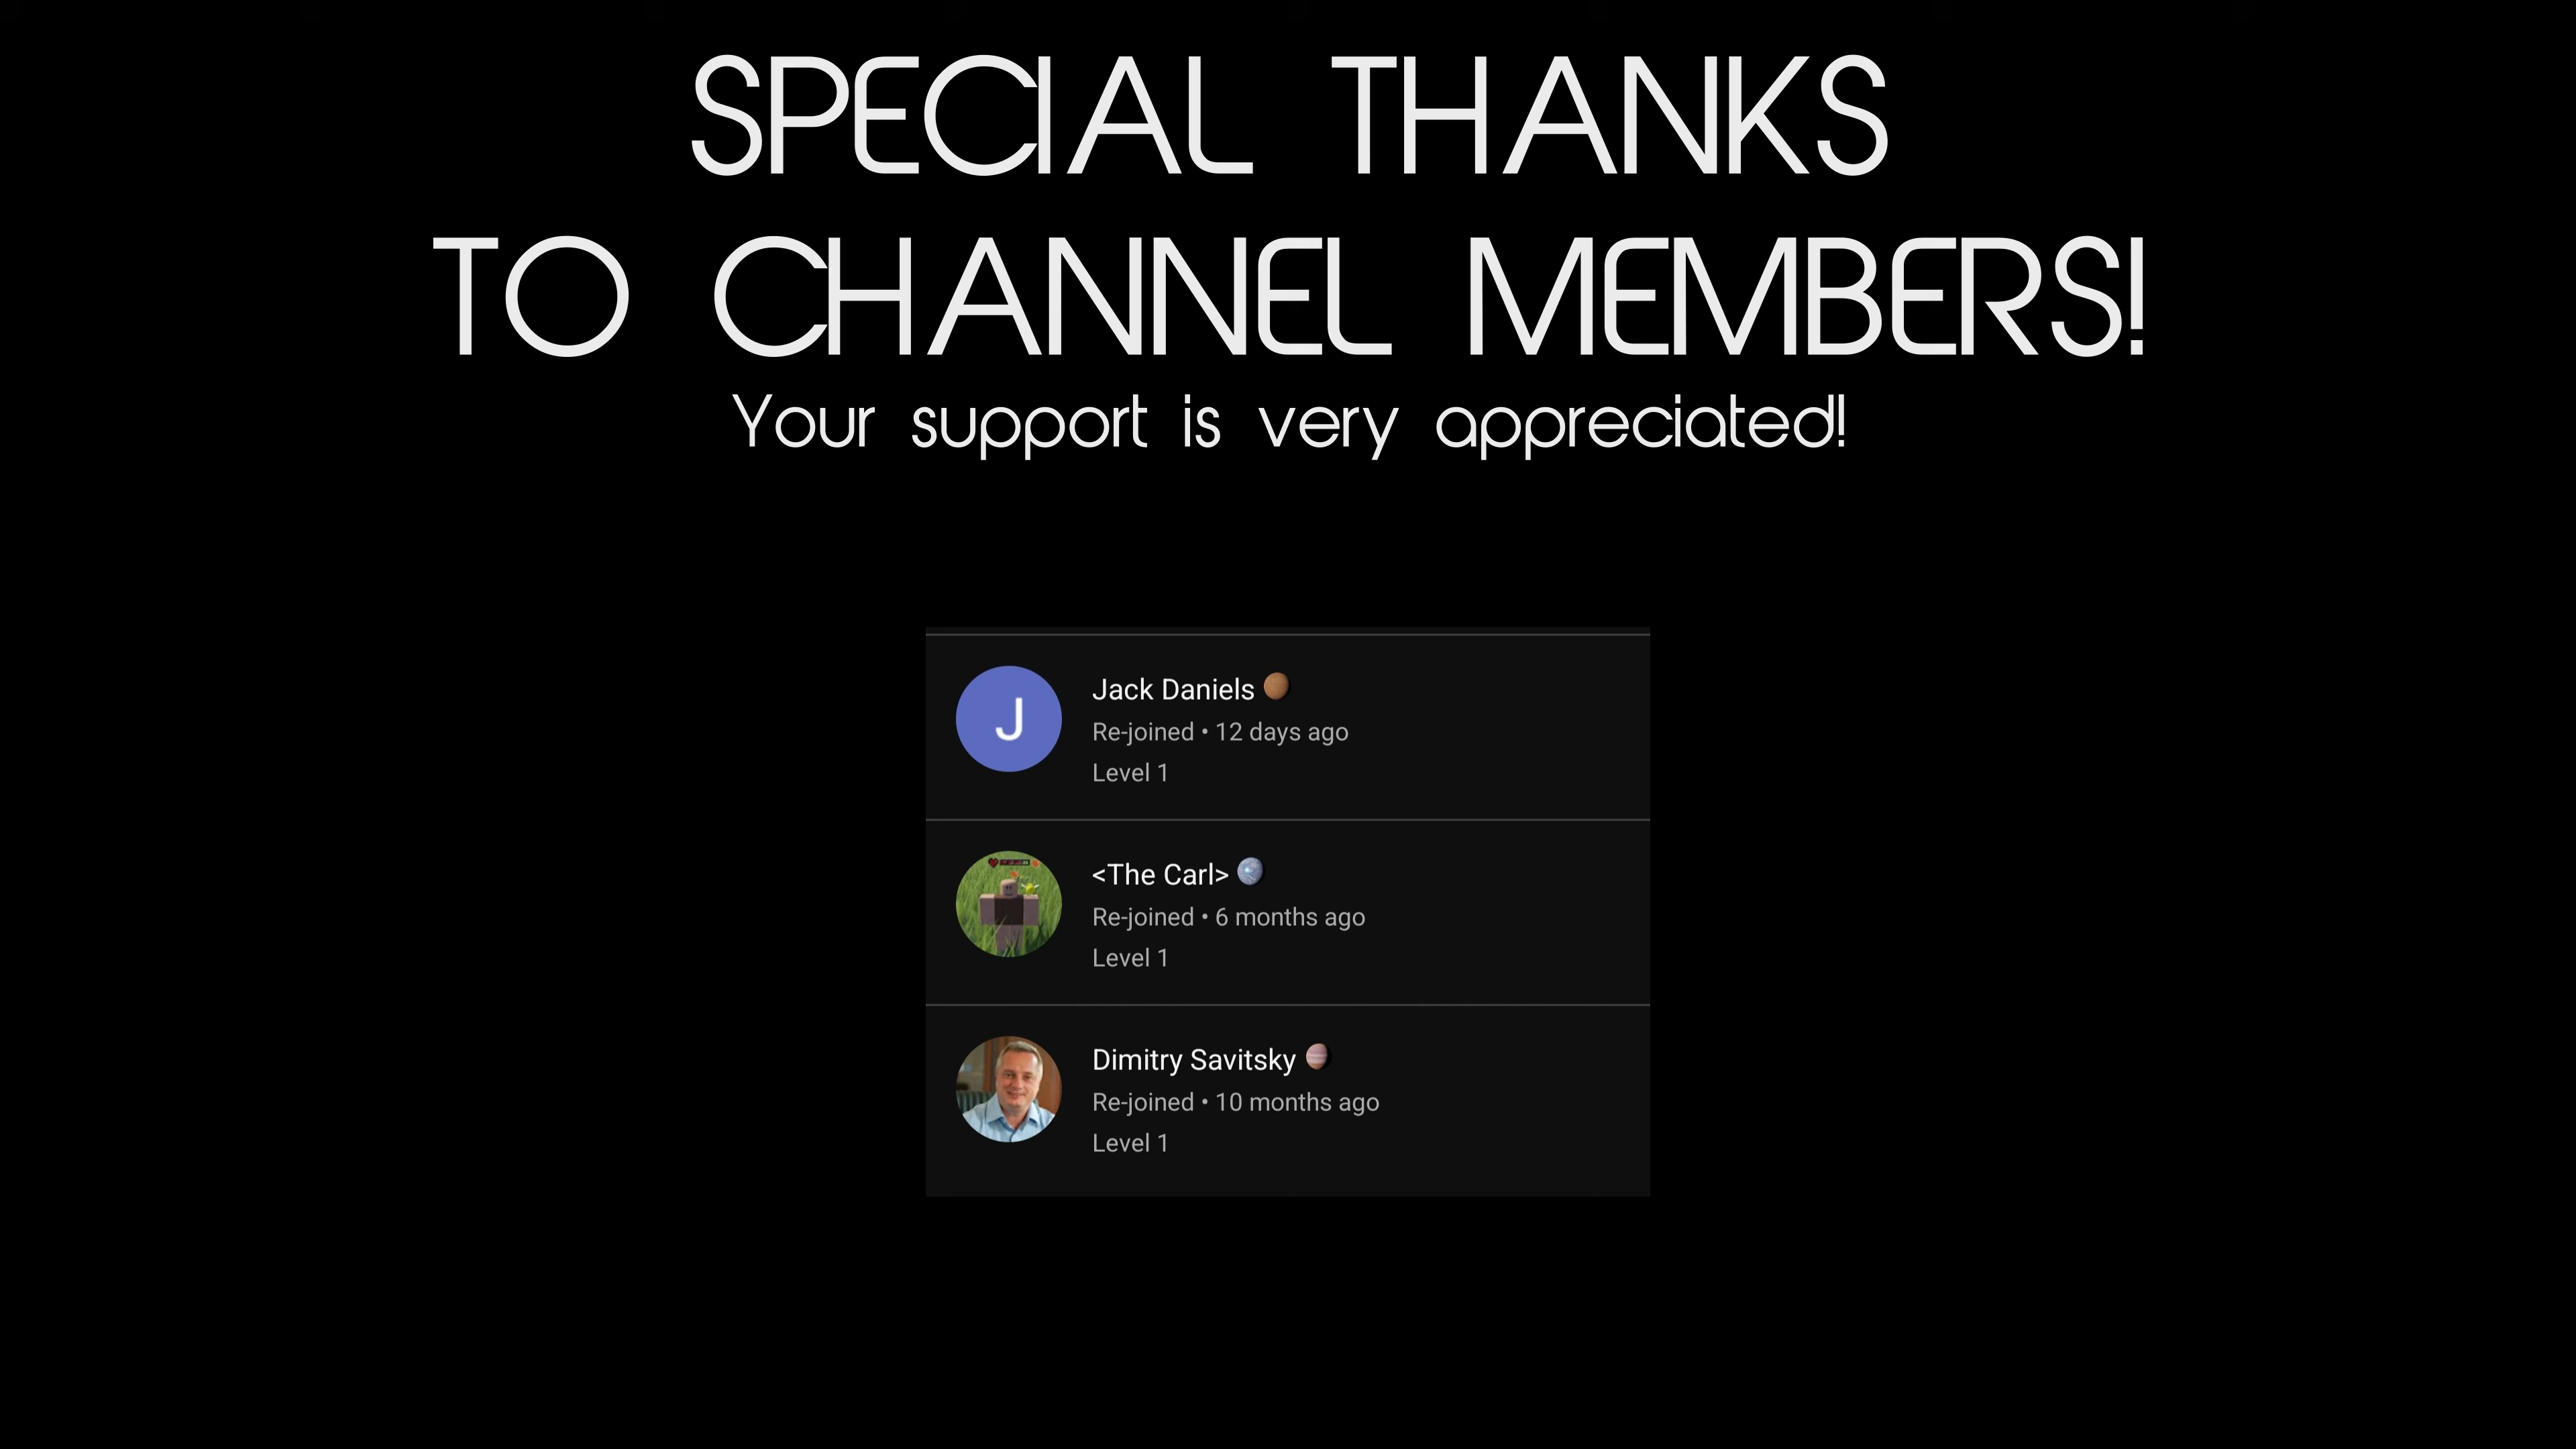 SPECIAL THANKS
TO CHANNEL MEMBERS!
Your support is very appreciated!
J
Jack Daniels
Re-joined • 12 days ago
Level 1
<The Carl>
Re-joined • 6 months ago
Level 1
Dimitry Savitsky
Re-joined • 10 months ago
Level 1